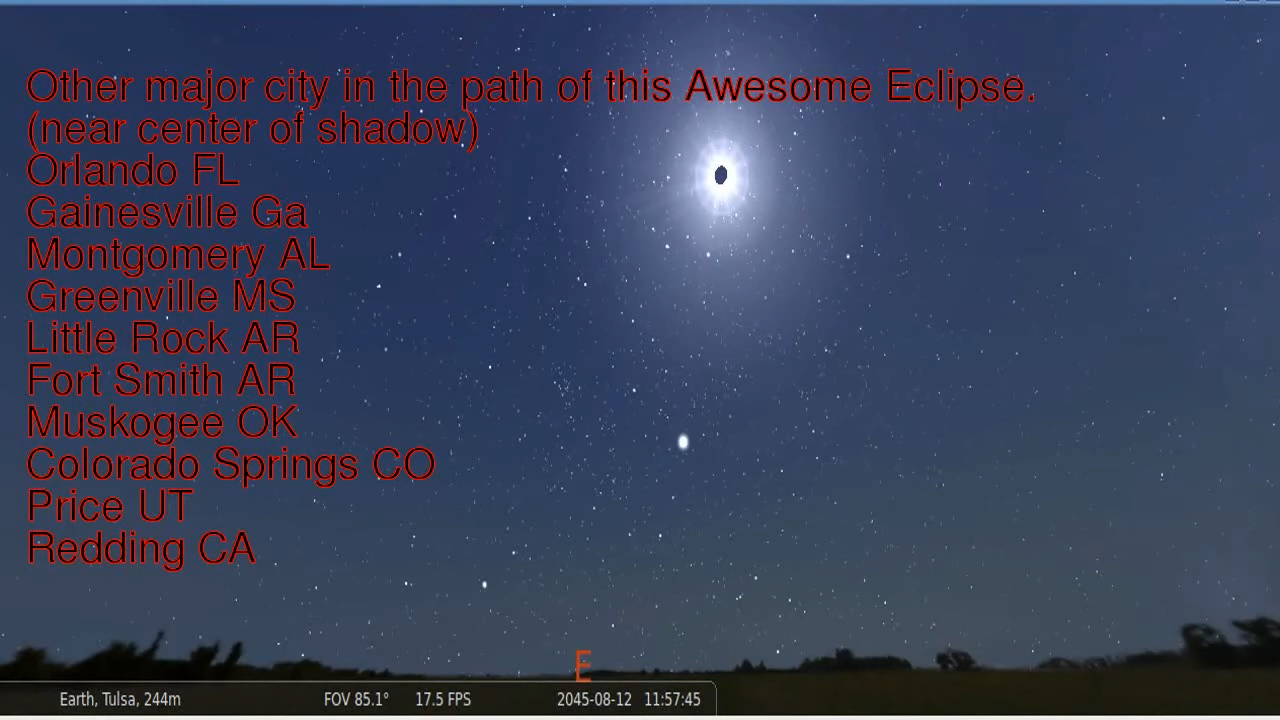 Other major city in the path of this Awesome Eclipse.
(near center of shadow)
Orlando FL
Gainesville Ga
Montgomery AL
Greenville MS
Little Rock AR
Fort Smith AR
Muskogee OK
Colorado Springs CO
Price UT
Redding CA
E
Earth, Tulsa, 244m FOV 85.1° 17.5 FPS 2045-08-12 11:57:45